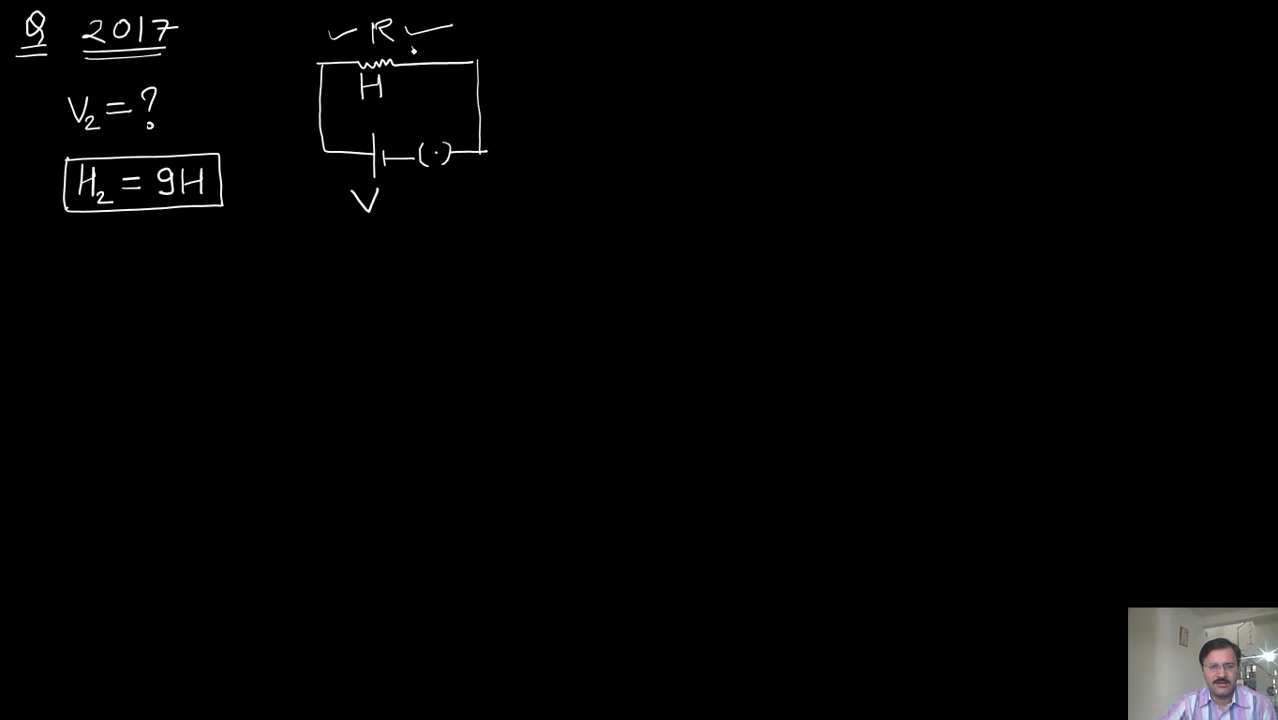 Q 2017
V₂ = ?
H₂ = 9H
R
H
V